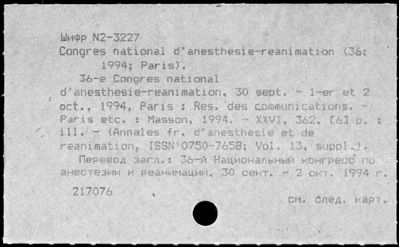 Шифр N2-3227
Congres national d'anesthesie-reanimation (36;
1994; Paris).
36-e Congres national
d'anesthesie-reanimation, 30 sept. - 1-er et 2
oct., 1994, Paris : Res. des communications. -
Paris etc. : Masson, 1994. - XXVI, 362, [6] p. :
ill. - (Annales fr. d'anesthesie et de
reanimation, ISSN 0750-7658; Vol. 13, suppl.).
Перевод загл.: 36-й Национальный конгресс по
анестезии и реанимации, 30 сент. - 2 окт. 1994 г.
217076
см. след. карт.